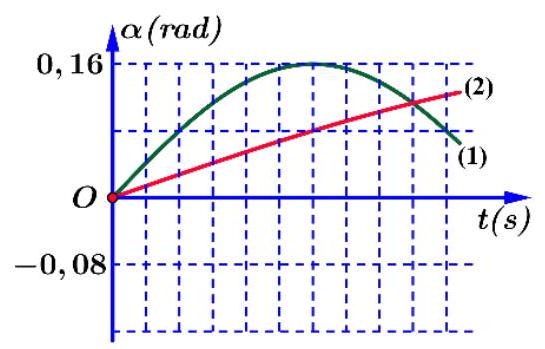 α(rad)
0, 16
(2)
(1)
O
t(s)
−0, 08